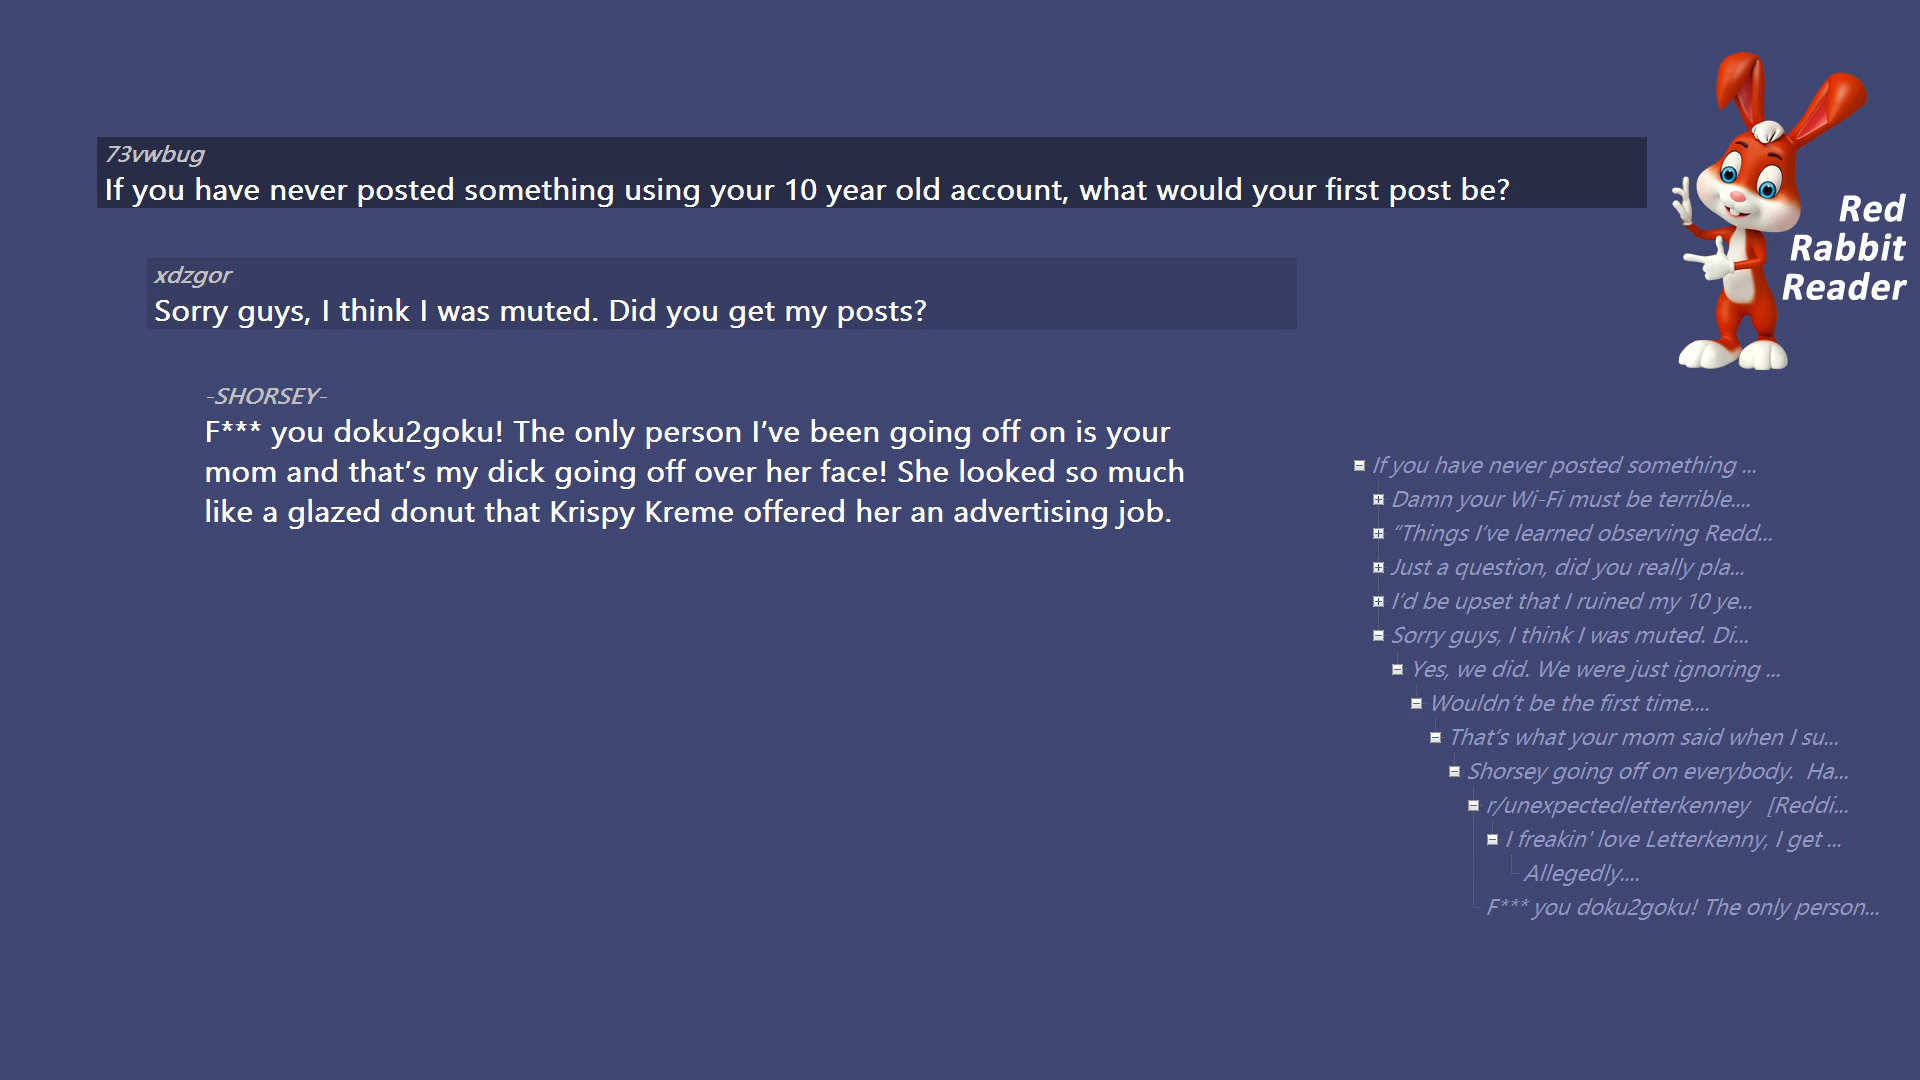 73vwbug
If you have never posted something using your 10 year old account, what would your first post be?
xdzgor
Sorry guys, I think I was muted. Did you get my posts?
-SHORSEY-
F*** you doku2goku! The only person I’ve been going off on is your
mom and that’s my dick going off over her face! She looked so much
like a glazed donut that Krispy Kreme offered her an advertising job.
Red
Rabbit
Reader
If you have never posted something ...
Damn your Wi-Fi must be terrible....
“Things I’ve learned observing Redd...
Just a question, did you really pla...
I’d be upset that I ruined my 10 ye...
Sorry guys, I think I was muted. Di...
Yes, we did. We were just ignoring ...
Wouldn’t be the first time....
That’s what your mom said when I su...
Shorsey going off on everybody.  Ha...
r/unexpectedletterkenney   [Reddi...
I freakin' love Letterkenny, I get ...
Allegedly....
F*** you doku2goku! The only person...